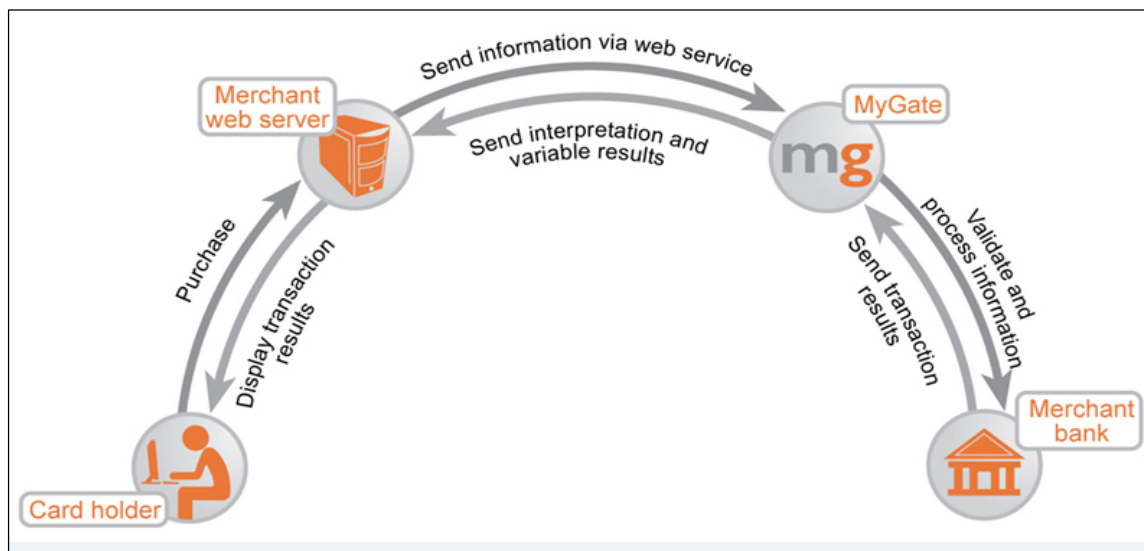 Send information via web service
Merchant
web server
MyGate
Send interpretation and
variable results
mg
Purchase
Display transaction
results
Validate and
process information
Send transaction
results
Card holder
Merchant
bank